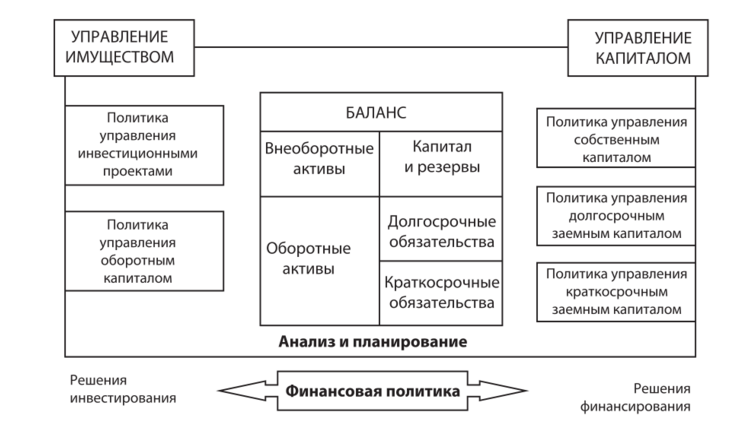 УПРАВЛЕНИЕ
ИМУЩЕСТВОМ
УПРАВЛЕНИЕ
КАПИТАЛОМ
Политика
управления
инвестиционными
проектами
Политика
управления
оборотным
капиталом
БАЛАНС
Внеоборотные
активы
Капитал
и резервы
Оборотные
активы
Долгосрочные
обязательства
Краткосрочные
обязательства
Политика управления
собственным
капиталом
Политика управления
долгосрочным
заемным капиталом
Политика управления
краткосрочным
заемным капиталом
Анализ и планирование
Решения
инвестирования
Финансовая политика
Решения
финансирования